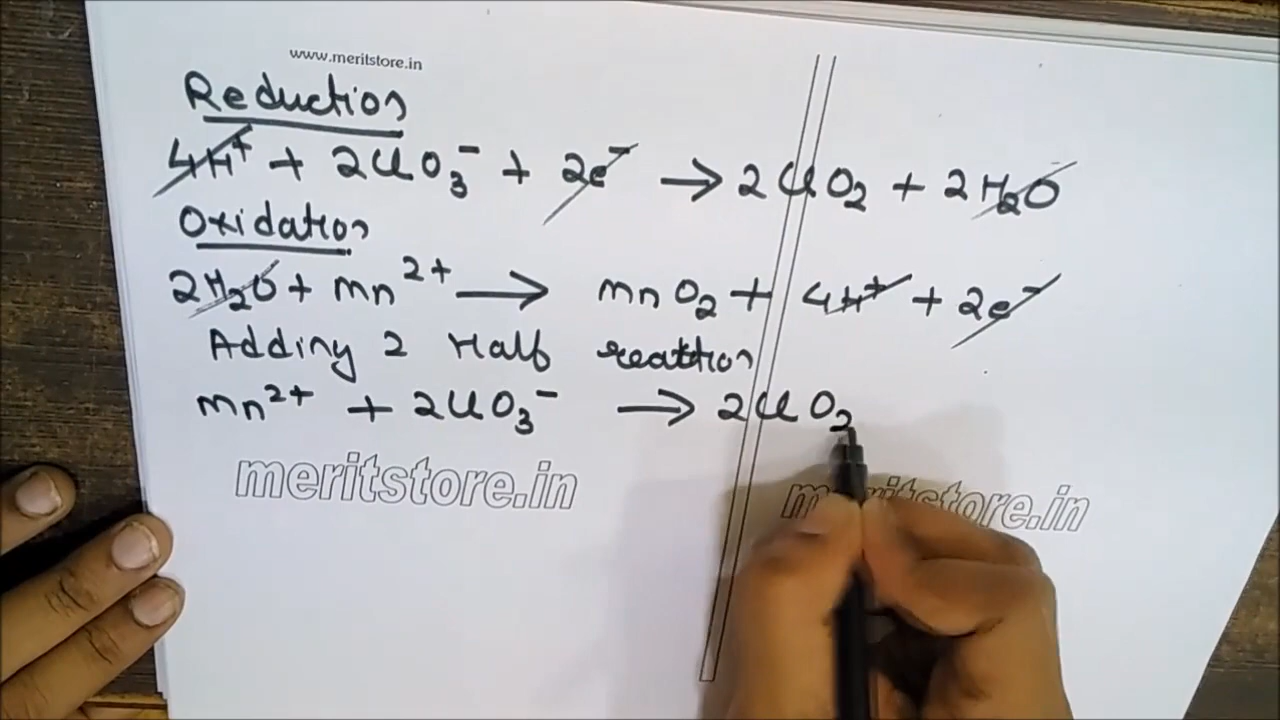 www.meritstore.in
Reduction
4H⁺ + 2ClO₃⁻ + 2e⁻ → 2ClO₂ + 2H₂O
Oxidation
2H₂O + mn²⁺ → mnO₂ + 4H⁺ + 2e⁻
Adding 2 Half reaction
mn²⁺ + 2ClO₃⁻ → 2ClO₂
meritstore.in
meritstore.in